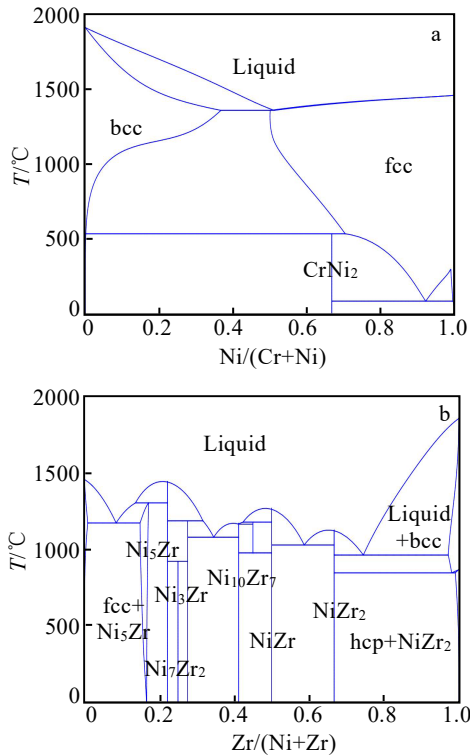 2000
a
Liquid
1500
bcc
T/°C
1000
fcc
500
CrNi₂
0
0 0.2 0.4 0.6 0.8 1.0
Ni/(Cr+Ni)
2000
b
Liquid
1500
Liquid
+bcc
T/°C
1000
Ni₅Zr
Ni₃Zr
Ni₁₀Zr₇
fcc+
Ni₅Zr
NiZr₂
500
Ni₇Zr₂
NiZr
hcp+NiZr₂
0
0 0.2 0.4 0.6 0.8 1.0
Zr/(Ni+Zr)